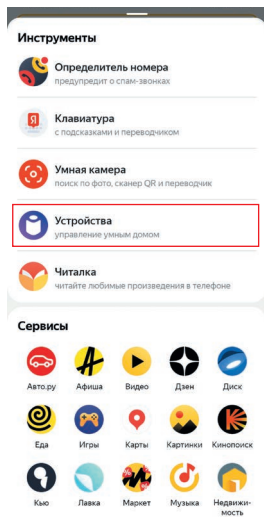 Инструменты
Определитель номера
предупредит о спам-звонках
Я
Клавиатура
с подсказками и переводчиком
Умная камера
поиск по фото, сканер QR и переводчик
Устройства
управление умным домом
Читалка
читайте любимые произведения в телефоне
Сервисы
Авто.ру Афиша Видео Дзен Диск
Еда Игры Карты Картинки Кинопоиск
Кью Лавка Маркет Музыка Недвижи-
мость